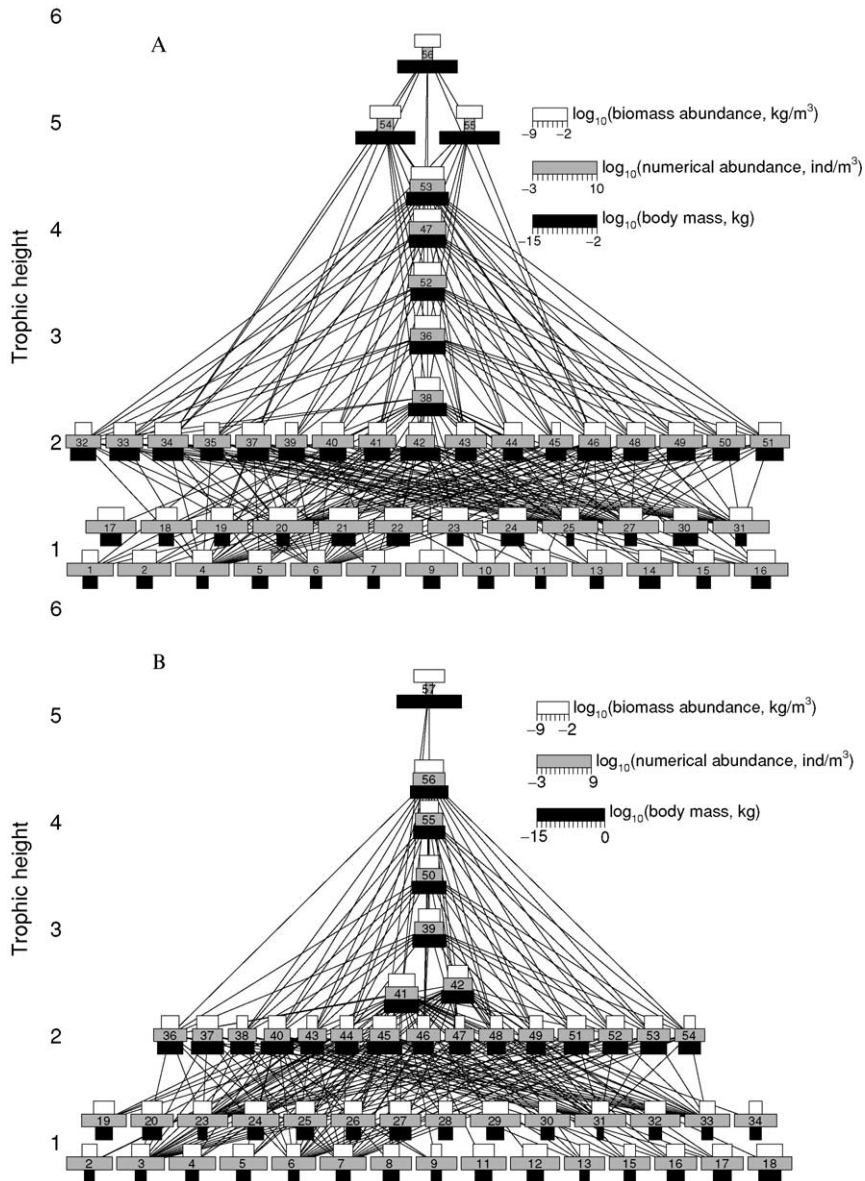 6
A
56
5
54 55
log10(biomass abundance, kg/m3)
−9 −2
log10(numerical abundance, ind/m3)
−3 10
53
log10(body mass, kg)
−15 −2
4
47
52
Trophic height
3
36
38
2
32 33 34 35 37 39 40 41 42 43 44 45 46 48 49 50 51
17 18 19 20 21 22 23 24 25 27 30 31
1
1 2 4 5 6 7 9 10 11 13 14 15 16
6
B
57
5
log10(biomass abundance, kg/m3)
−9 −2
log10(numerical abundance, ind/m3)
−3 9
56
log10(body mass, kg)
−15 0
4
55
50
Trophic height
3
39
41 42
2
36 37 38 40 43 44 45 46 47 48 49 51 52 53 54
19 20 23 24 25 26 27 28 29 30 31 32 33 34
1
2 3 4 5 6 7 8 9 11 12 13 15 16 17 18